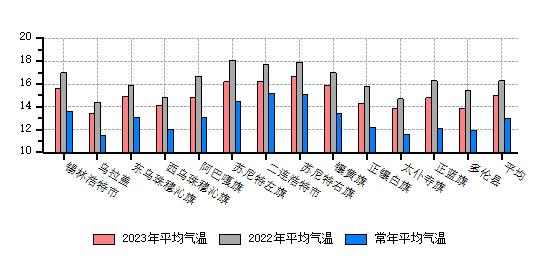 20
18
16
14
12
10
锡林浩特市
乌拉盖
东乌珠穆沁旗
西乌珠穆沁旗
阿巴嘎旗
苏尼特左旗
二连浩特市
苏尼特右旗
镶黄旗
正镶白旗
太仆寺旗
正蓝旗
多伦县
平均
2023年平均气温 2022年平均气温 常年平均气温